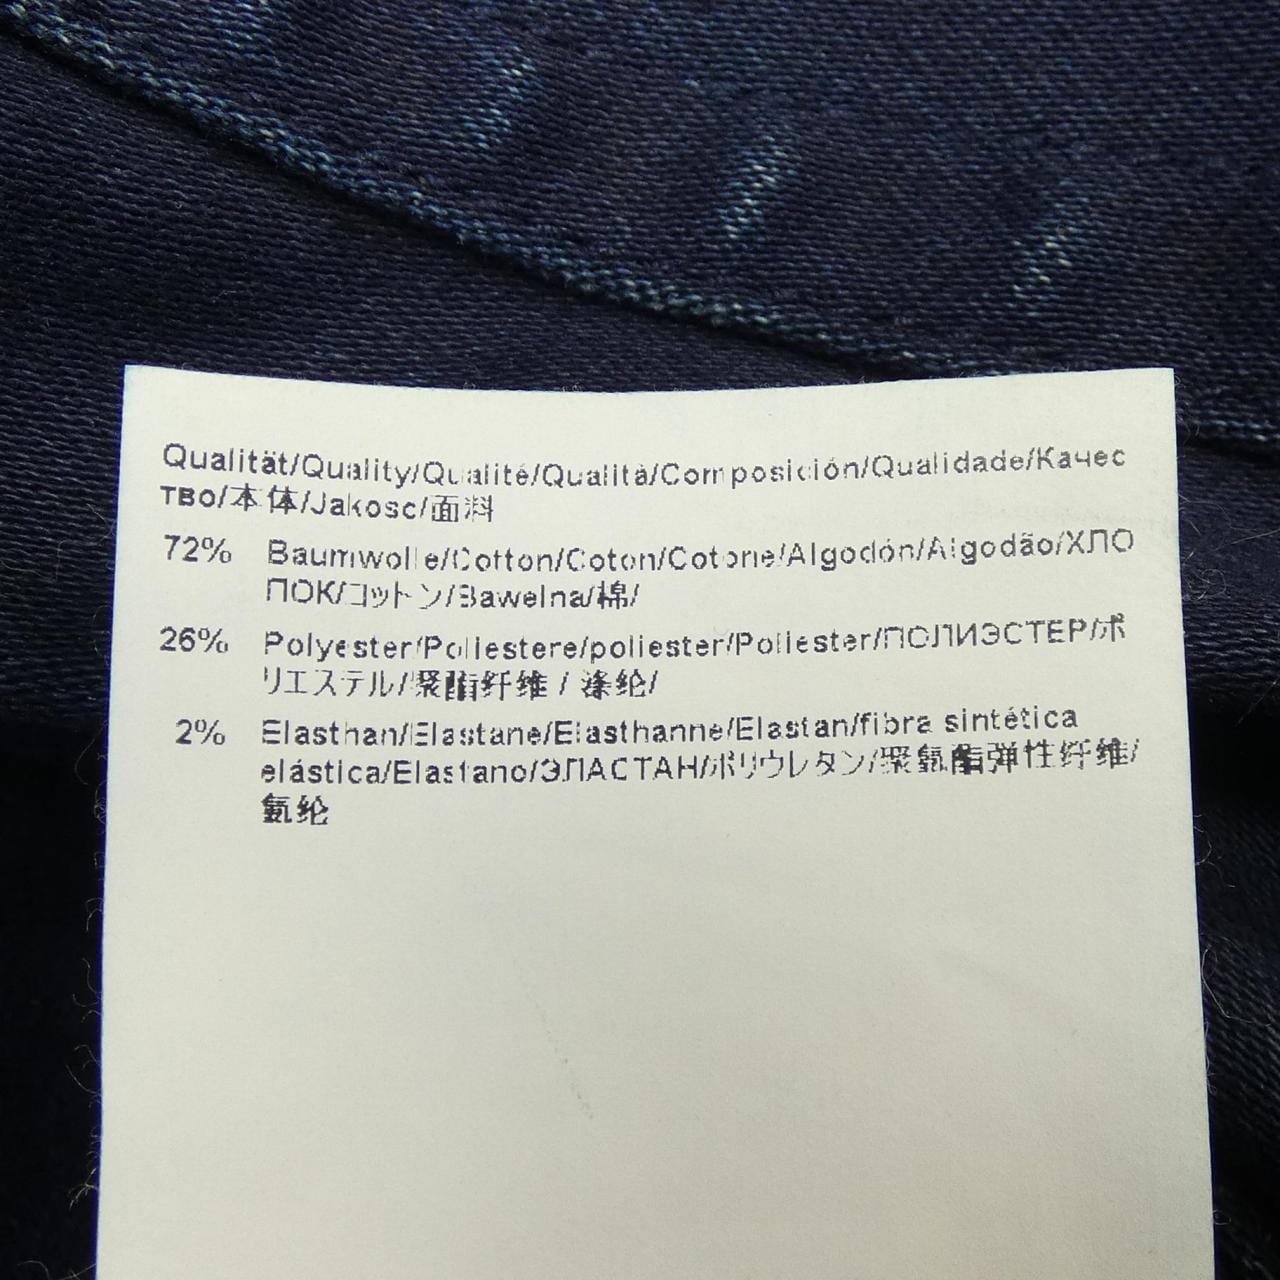 Qualität/Quality/Qualité/Qualità/Composición/Qualidade/Качес
тво/本体/Jakosc/面料
72% Baumwolle/Cotton/Coton/Cotone/Algodón/Algodão/ХЛО
ПОК/コットン/Bawelna/棉/
26% Polyester/Poliestere/poliester/Poliester/ПОЛИЭСТЕР/ポ
リエステル/聚酯纤维 / 涤纶/
2% Elasthan/Elastane/Elasthanne/Elastan/fibra sintética
elástica/Elastano/ЭЛАСТАН/ポリウレタン/聚氨酯弹性纤维/
氨纶